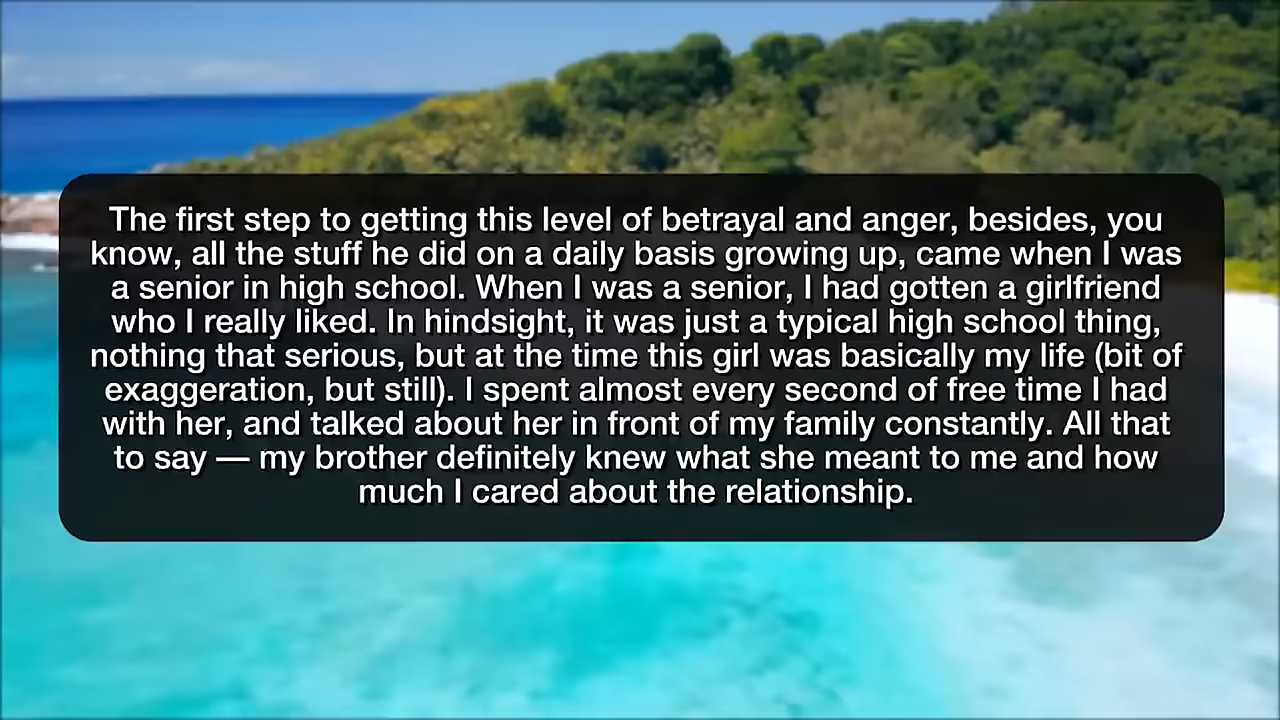 The first step to getting this level of betrayal and anger, besides, you
know, all the stuff he did on a daily basis growing up, came when I was
a senior in high school. When I was a senior, I had gotten a girlfriend
who I really liked. In hindsight, it was just a typical high school thing,
nothing that serious, but at the time this girl was basically my life (bit of
exaggeration, but still). I spent almost every second of free time I had
with her, and talked about her in front of my family constantly. All that
to say — my brother definitely knew what she meant to me and how
much I cared about the relationship.